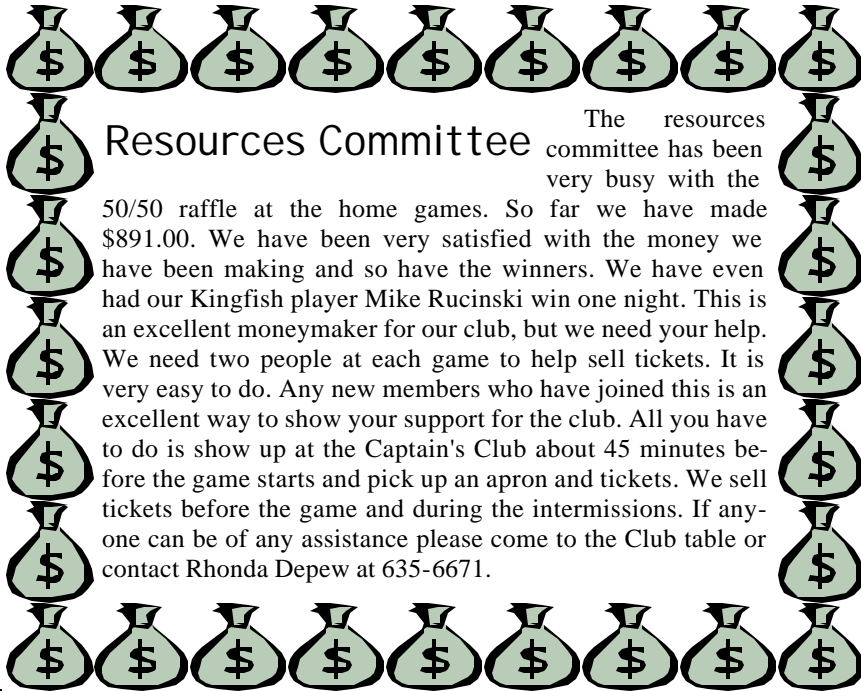 Resources Committee
The resources
committee has been
very busy with the
50/50 raffle at the home games. So far we have made
$891.00. We have been very satisfied with the money we
have been making and so have the winners. We have even
had our Kingfish player Mike Rucinski win one night. This is
an excellent moneymaker for our club, but we need your help.
We need two people at each game to help sell tickets. It is
very easy to do. Any new members who have joined this is an
excellent way to show your support for the club. All you have
to do is show up at the Captain's Club about 45 minutes be-
fore the game starts and pick up an apron and tickets. We sell
tickets before the game and during the intermissions. If any-
one can be of any assistance please come to the Club table or
contact Rhonda Depew at 635-6671.